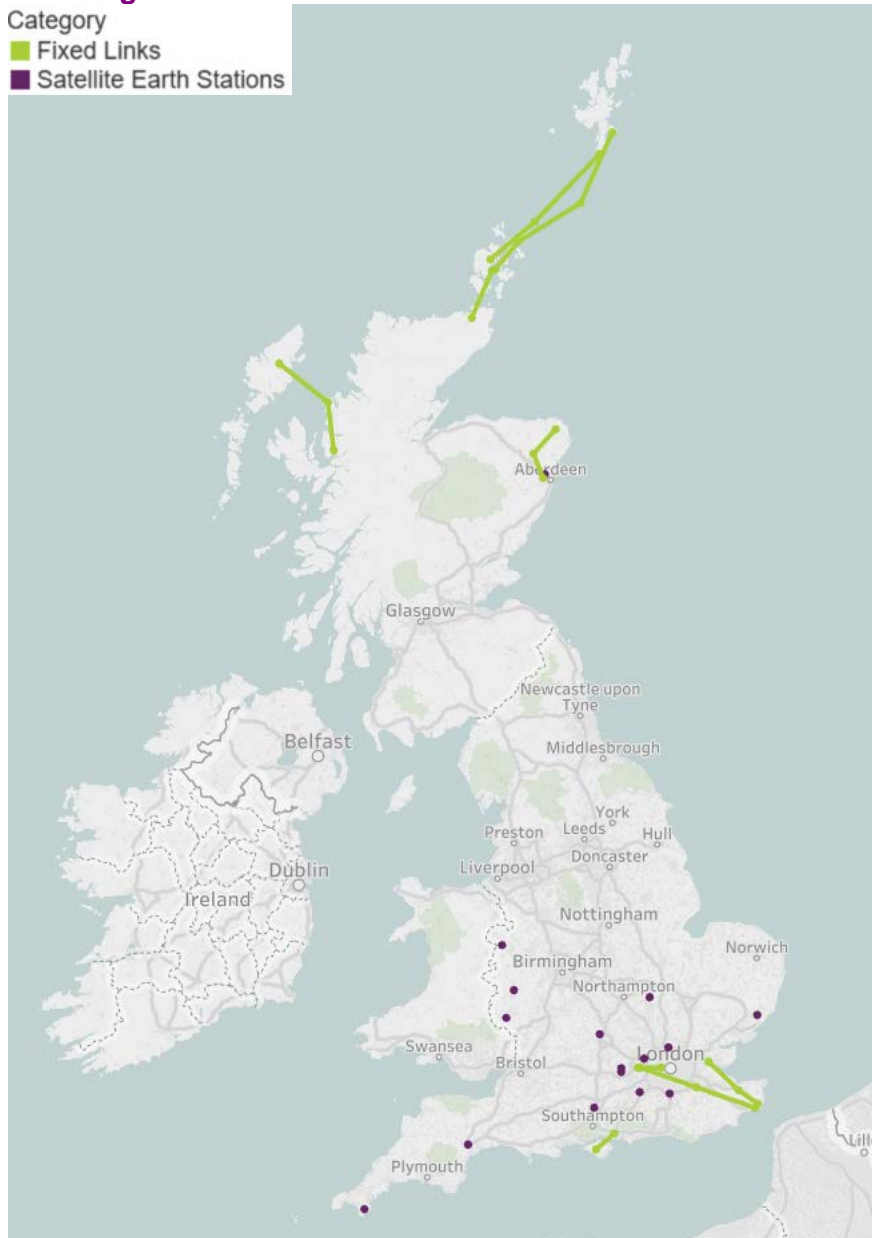 Category
Fixed Links
Satellite Earth Stations
Aberdeen
Glasgow
Newcastle upon
Tyne
Belfast
Middlesbrough
York
Preston
Leeds
Hull
Doncaster
Liverpool
Dublin
Ireland
Nottingham
Norwich
Birmingham
Northampton
Swansea
London
Bristol
Southampton
Plymouth